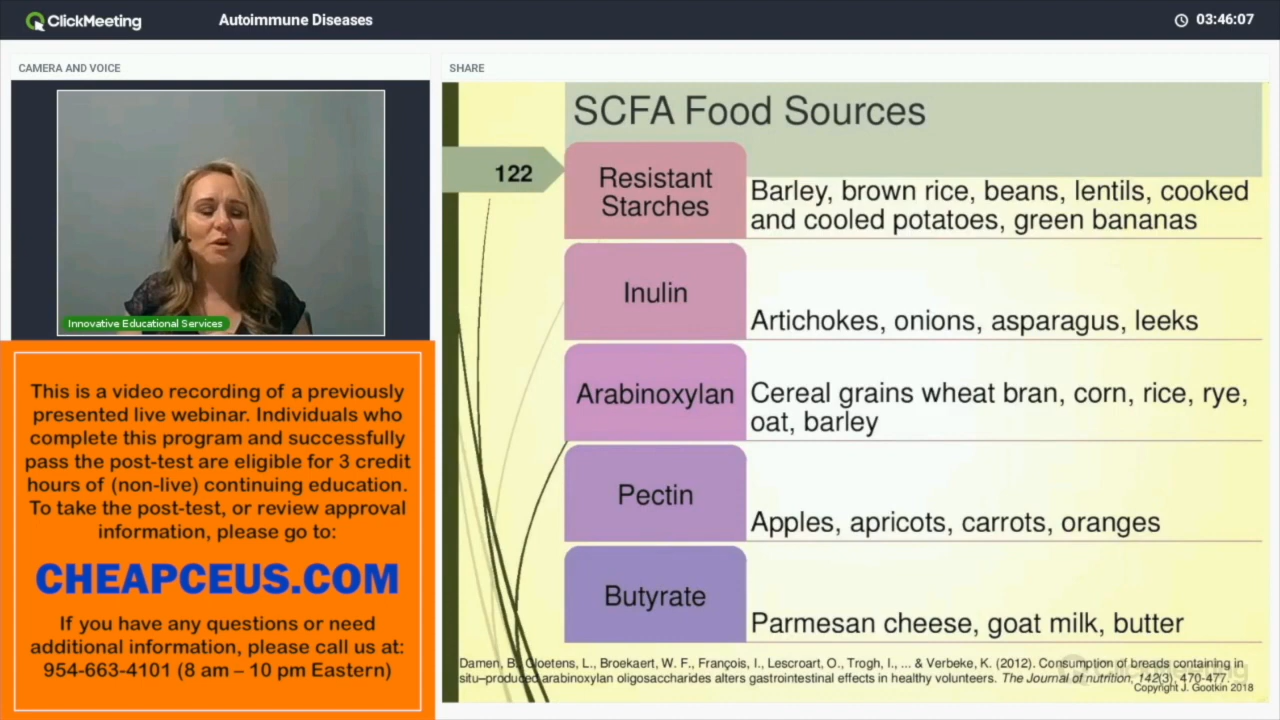 ClickMeeting
Autoimmune Diseases
03:46:07
CAMERA AND VOICE
SHARE
Innovative Educational Services
This is a video recording of a previously
presented live webinar. Individuals who
complete this program and successfully
pass the post-test are eligible for 3 credit
hours of (non-live) continuing education.
To take the post-test, or review approval
information, please go to:
CHEAPCEUS.COM
If you have any questions or need
additional information, please call us at:
954-663-4101 (8 am – 10 pm Eastern)
SCFA Food Sources
122
Resistant
Starches
Barley, brown rice, beans, lentils, cooked
and cooled potatoes, green bananas
Inulin
Artichokes, onions, asparagus, leeks
Arabinoxylan
Cereal grains wheat bran, corn, rice, rye,
oat, barley
Pectin
Apples, apricots, carrots, oranges
Butyrate
Parmesan cheese, goat milk, butter
Damen, B., Cloetens, L., Broekaert, W. F., François, I., Lescroart, O., Trogh, I., ... & Verbeke, K. (2012). Consumption of breads containing in
situ–produced arabinoxylan oligosaccharides alters gastrointestinal effects in healthy volunteers. The Journal of nutrition, 142(3), 470-477.
Copyright J. Gootkin 2018